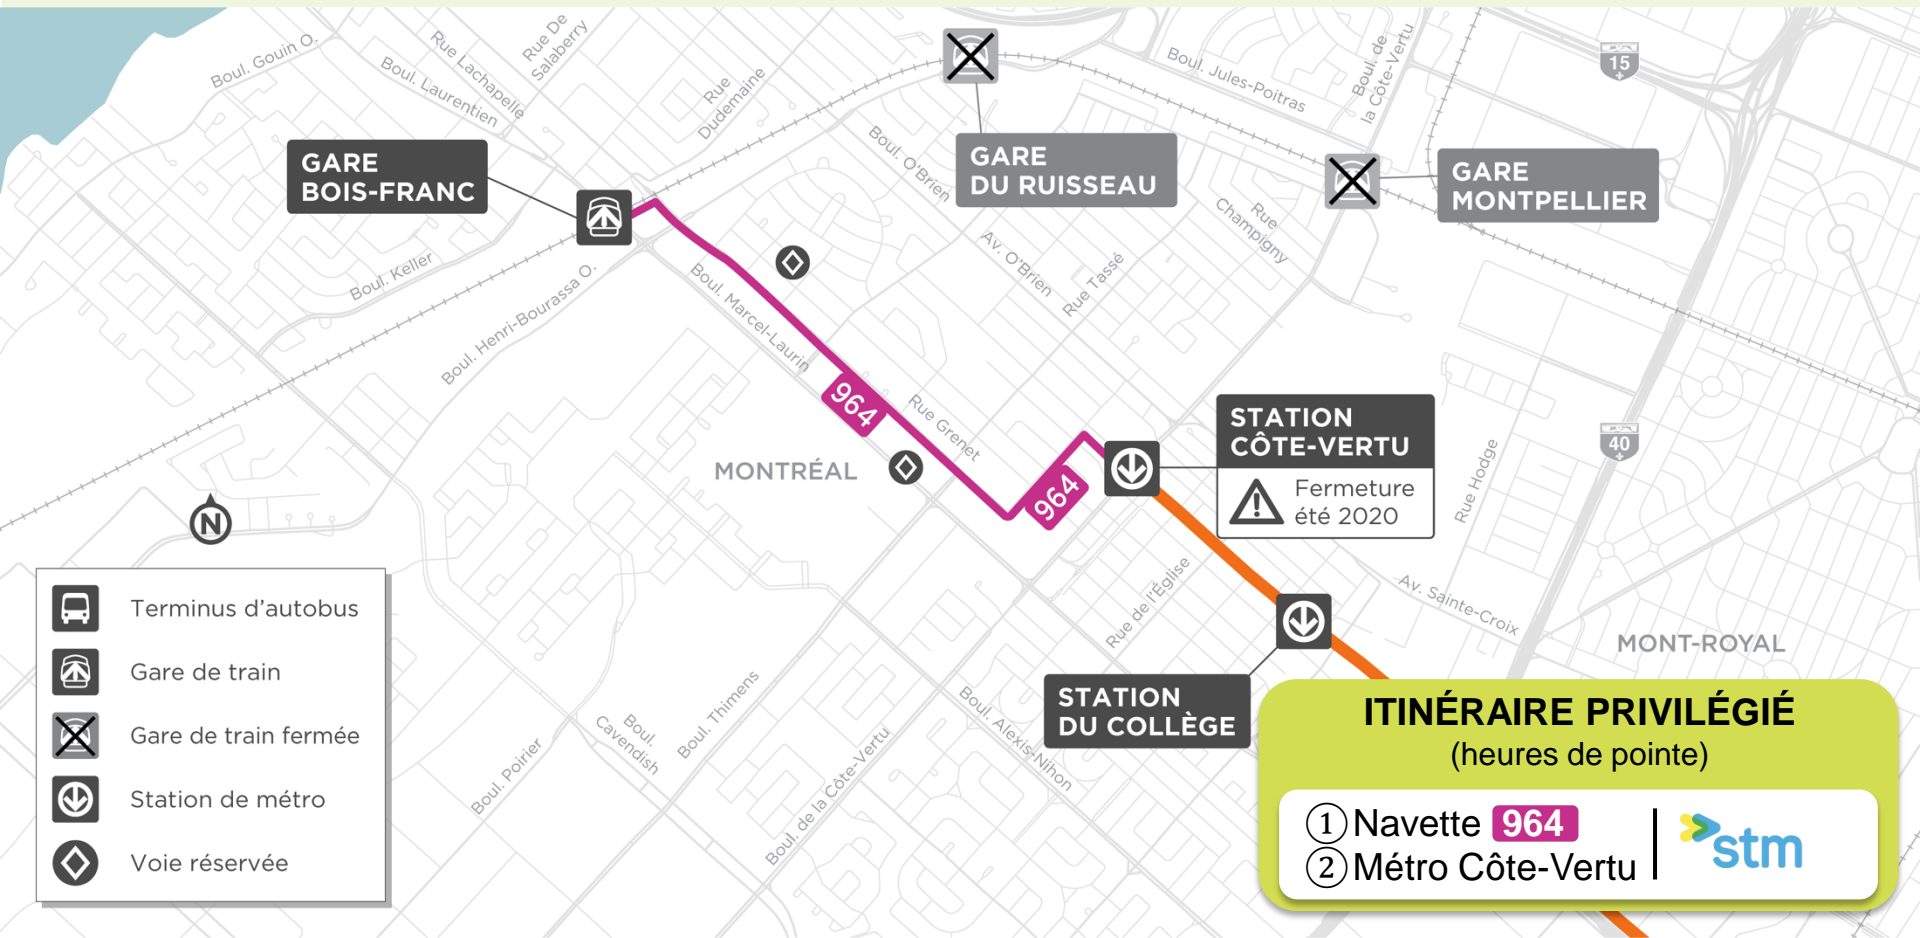 Boul. Gouin O.
Rue Lachapelle
Rue De
Salaberry
Boul. Laurentien
Rue
Dudemaine
Boul. Jules-Poitras
Boul. de
la Côte-Vertu
15
GARE
BOIS-FRANC
Boul. O'Brien
GARE
DU RUISSEAU
GARE
MONTPELLIER
Rue
Champigny
Av. O'Brien
Rue Tassé
Boul. Keller
Boul. Henri-Bourassa O.
Boul. Marcel-Laurin
964
Rue Grenet
MONTRÉAL
964
STATION
CÔTE-VERTU
Fermeture
été 2020
40
Rue Hodge
N
Rue de l'Église
Av. Sainte-Croix
MONT-ROYAL
Terminus d'autobus
Gare de train
Gare de train fermée
Station de métro
Voie réservée
STATION
DU COLLÈGE
Boul. Poirier
Boul.
Cavendish
Boul. Thimens
Boul. de la Côte-Vertu
Boul. Alexis-Nihon
ITINÉRAIRE PRIVILÉGIÉ
(heures de pointe)
1 Navette 964
2 Métro Côte-Vertu
stm